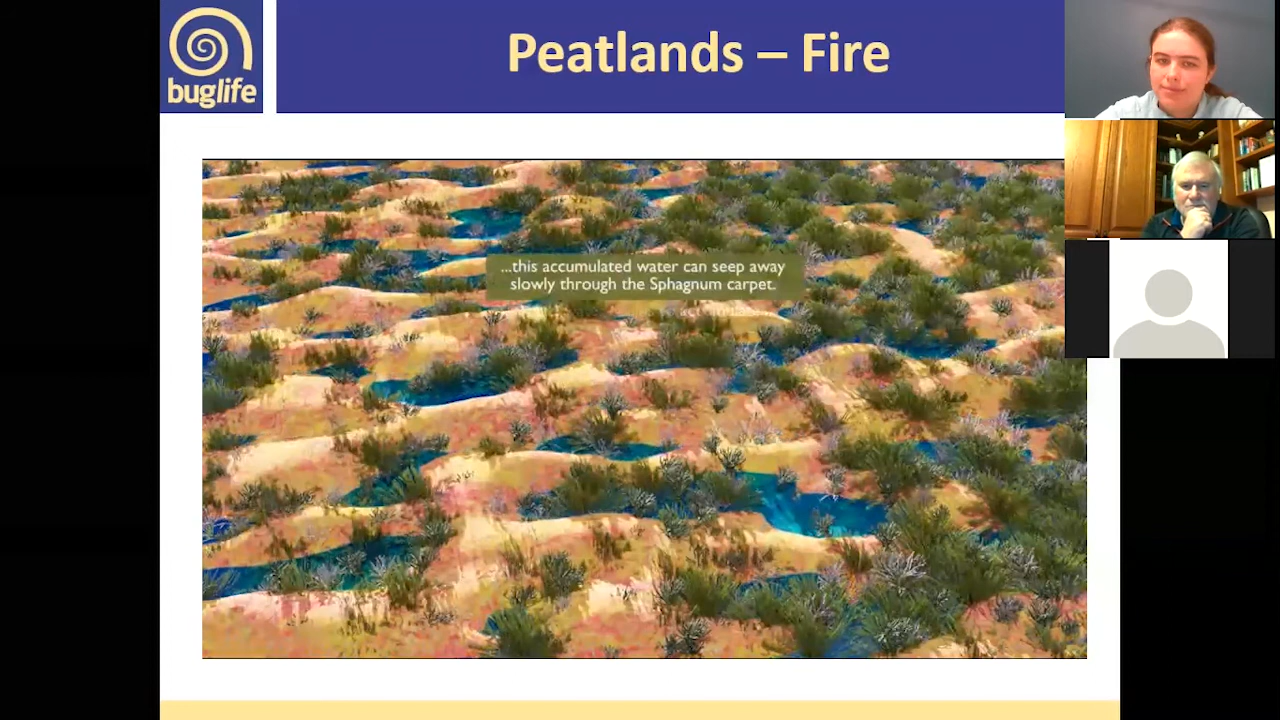 buglife
Peatlands – Fire
...this accumulated water can seep away
slowly through the Sphagnum carpet.